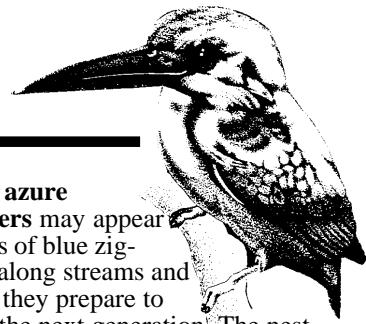 azure
ers may appear
s of blue zig-
along streams and
they prepare to
the next generation. The nest